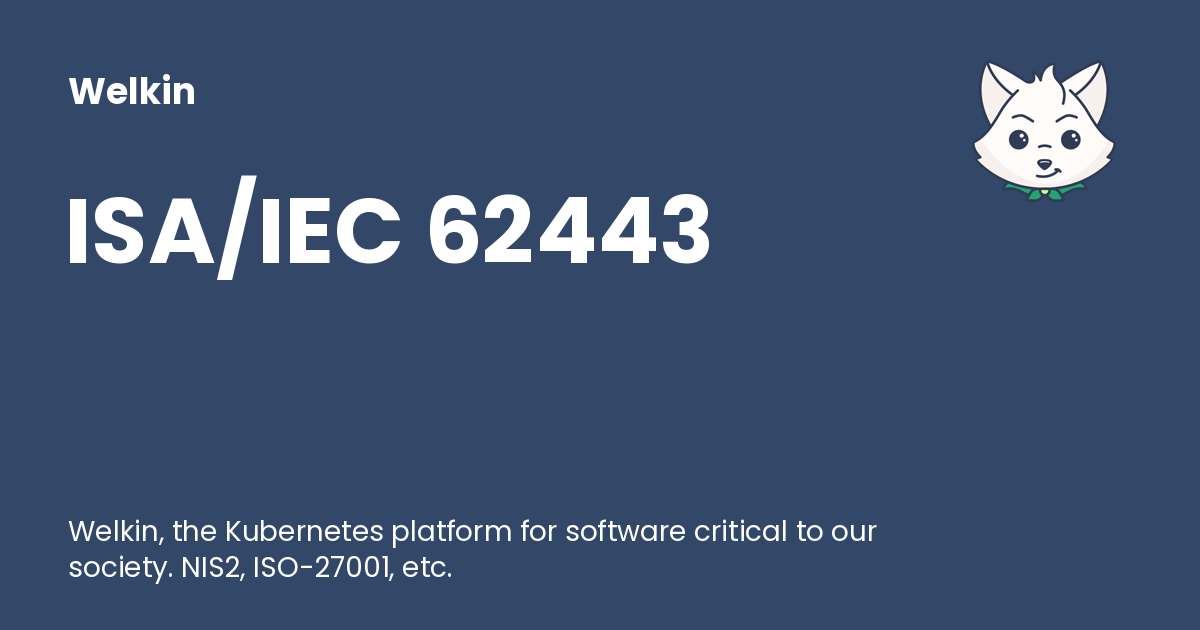 Welkin
ISA/IEC 62443
Welkin, the Kubernetes platform for software critical to our
society. NIS2, ISO-27001, etc.